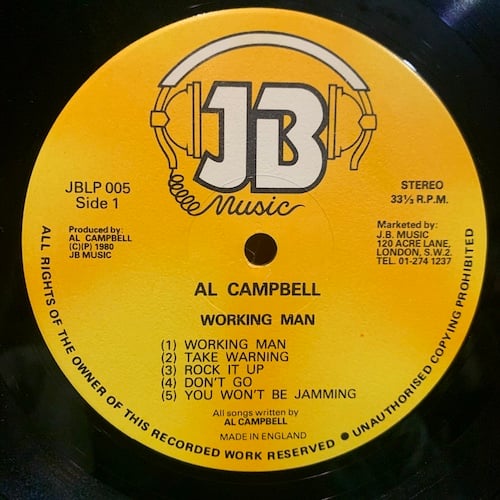 JB
Music
JBLP 005
Side 1
STEREO
33⅓ R.P.M.
Produced by:
AL CAMPBELL
(C)(P) 1980
JB MUSIC
Marketed by:
J.B. MUSIC
120 ACRE LANE,
LONDON, S.W.2.
TEL. 01-274 1237
AL CAMPBELL
WORKING MAN
(1) WORKING MAN
(2) TAKE WARNING
(3) ROCK IT UP
(4) DON'T GO
(5) YOU WON'T BE JAMMING
All songs written by
AL CAMPBELL
MADE IN ENGLAND
ALL RIGHTS OF THE OWNER OF THIS RECORDED WORK RESERVED ● UNAUTHORISED COPYING PROHIBITED